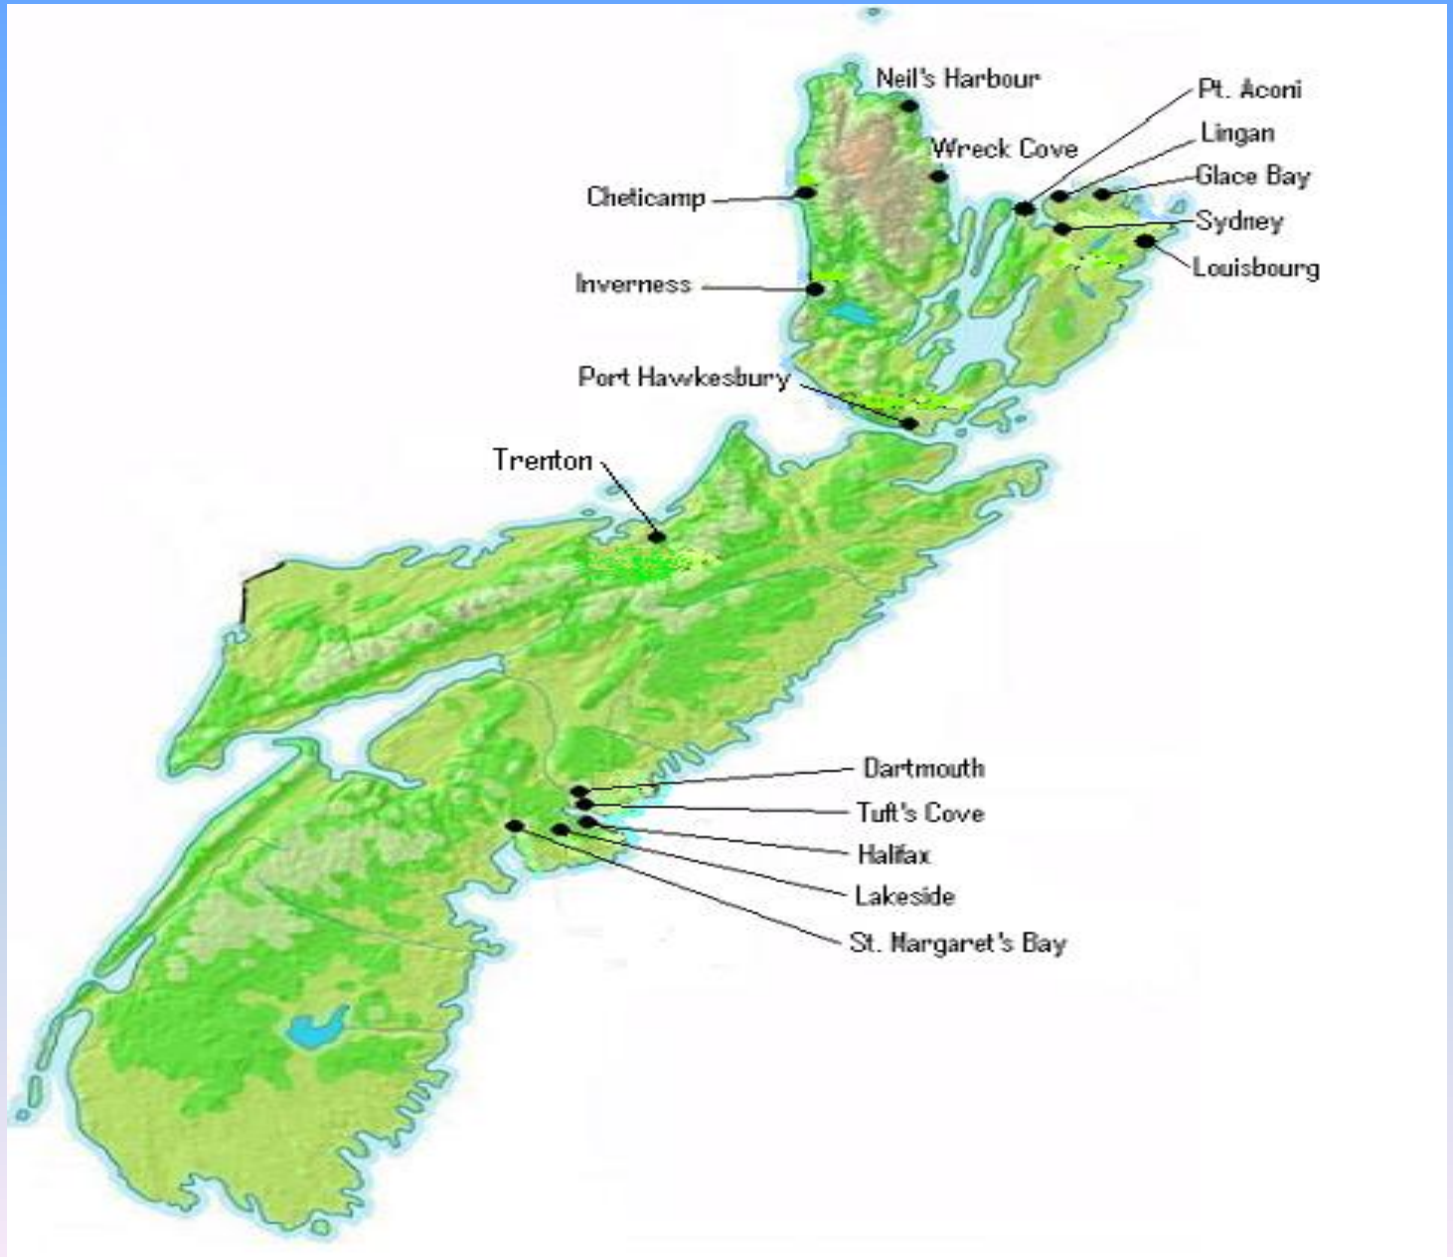 Neil's Harbour
Pt. Aconi
Lingan
Wreck Cove
Glace Bay
Cheticamp
Sydney
Louisbourg
Inverness
Port Hawkesbury
Trenton
Dartmouth
Tuft's Cove
Halifax
Lakeside
St. Margaret's Bay